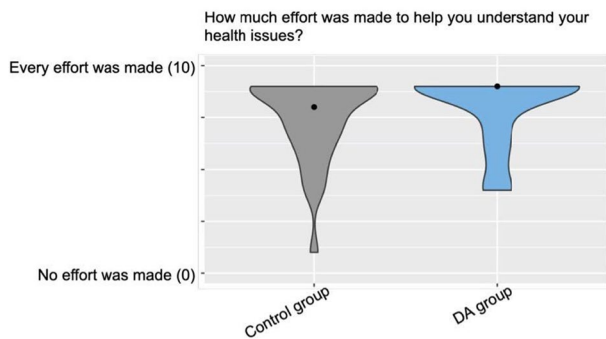 How much effort was made to help you understand your
health issues?
Every effort was made (10)
No effort was made (0)
Control group
DA group